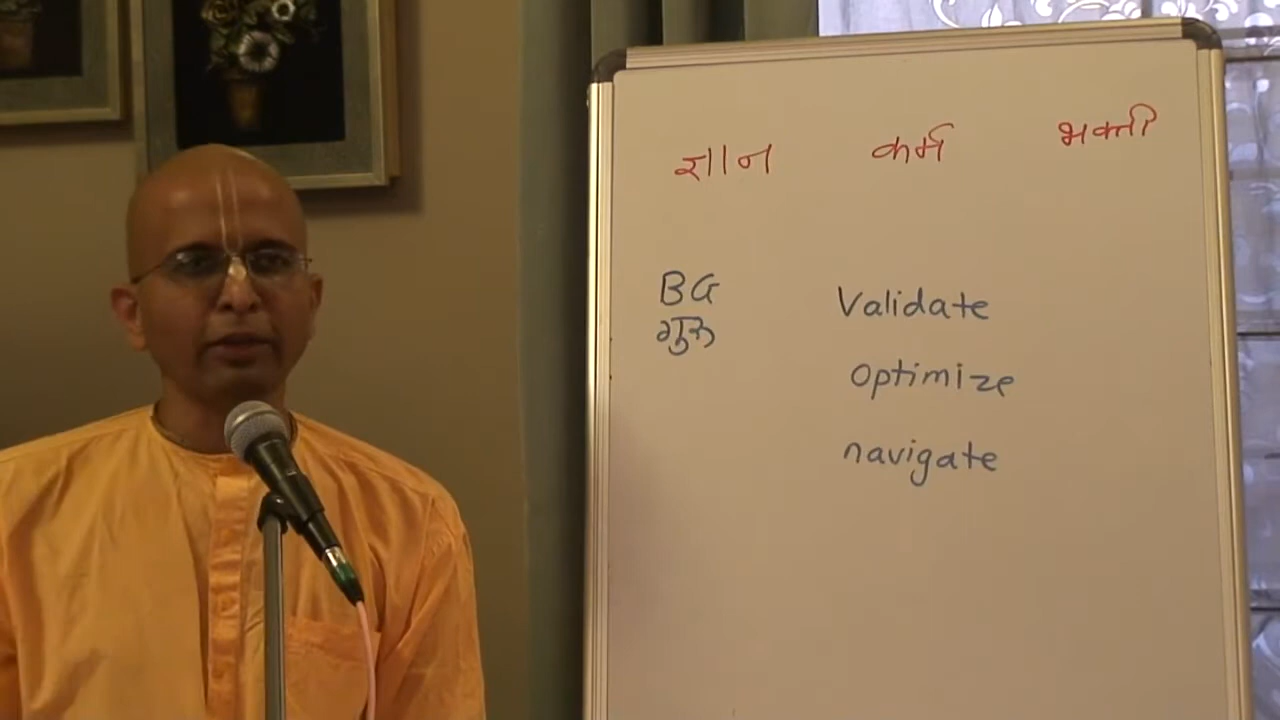 ज्ञान कर्म भक्ती
BG Validate
गुरू
optimize
navigate